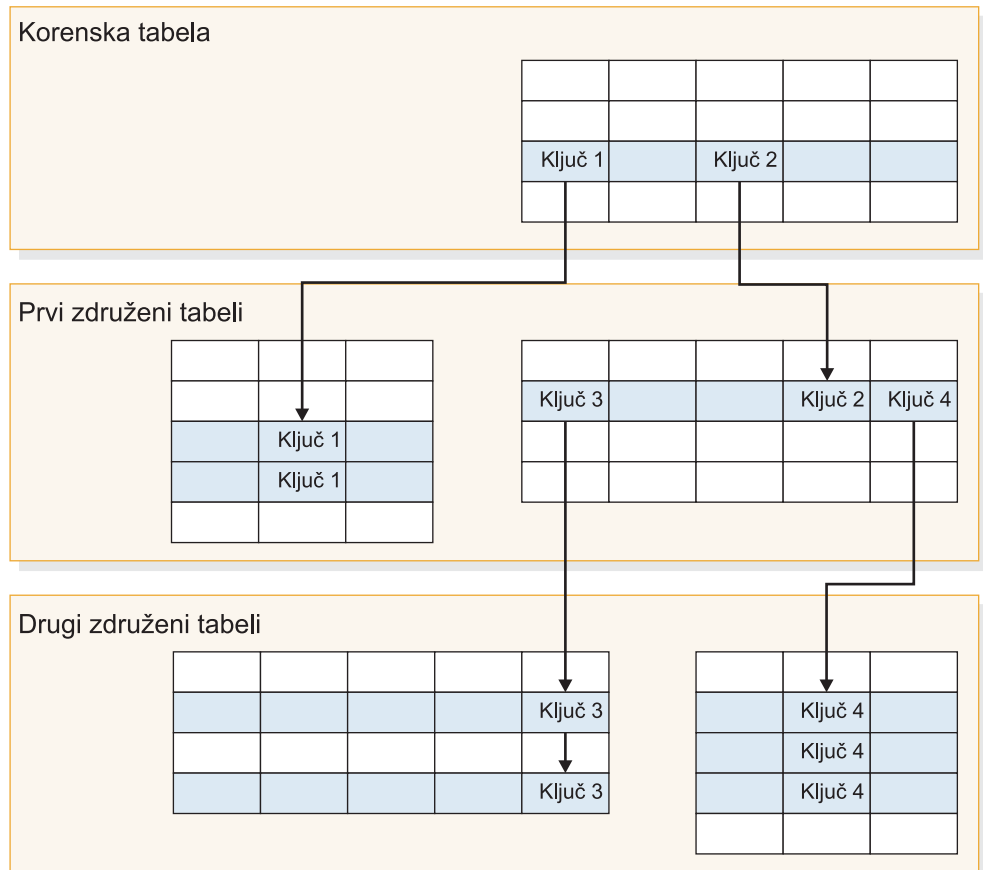 Korenska tabela
Ključ 1 Ključ 2
Prvi združeni tabeli
Ključ 3 Ključ 2 Ključ 4
Ključ 1
Ključ 1
Drugi združeni tabeli
Ključ 3 Ključ 4
Ključ 4
Ključ 3 Ključ 4